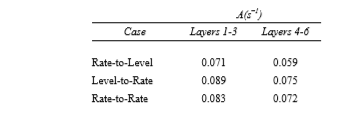 A(s⁻¹)
Case Layers 1-3 Layers 4-6
Rate-to-Level 0.071 0.059
Level-to-Rate 0.089 0.075
Rate-to-Rate 0.083 0.072